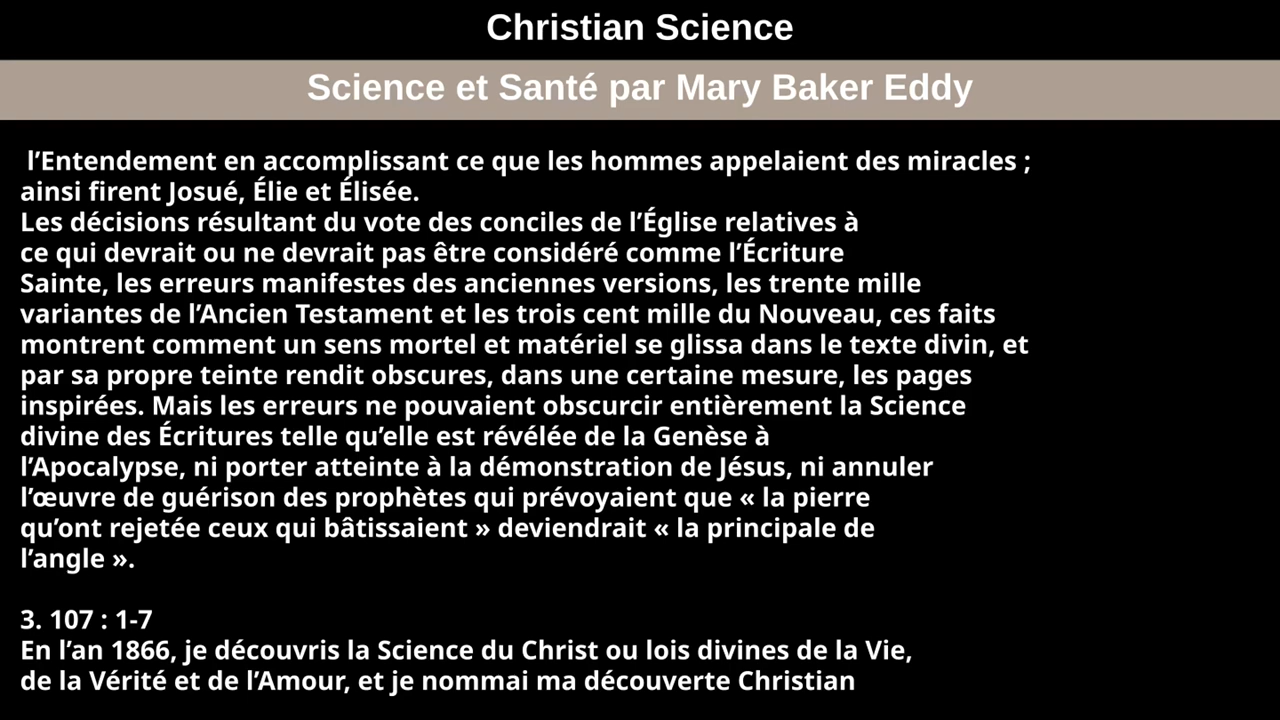 Christian Science
Science et Santé par Mary Baker Eddy
l’Entendement en accomplissant ce que les hommes appelaient des miracles ;
ainsi firent Josué, Élie et Élisée.
Les décisions résultant du vote des conciles de l’Église relatives à
ce qui devrait ou ne devrait pas être considéré comme l’Écriture
Sainte, les erreurs manifestes des anciennes versions, les trente mille
variantes de l’Ancien Testament et les trois cent mille du Nouveau, ces faits
montrent comment un sens mortel et matériel se glissa dans le texte divin, et
par sa propre teinte rendit obscures, dans une certaine mesure, les pages
inspirées. Mais les erreurs ne pouvaient obscurcir entièrement la Science
divine des Écritures telle qu’elle est révélée de la Genèse à
l’Apocalypse, ni porter atteinte à la démonstration de Jésus, ni annuler
l’œuvre de guérison des prophètes qui prévoyaient que « la pierre
qu’ont rejetée ceux qui bâtissaient » deviendrait « la principale de
l’angle ».
3. 107 : 1-7
En l’an 1866, je découvris la Science du Christ ou lois divines de la Vie,
de la Vérité et de l’Amour, et je nommai ma découverte Christian